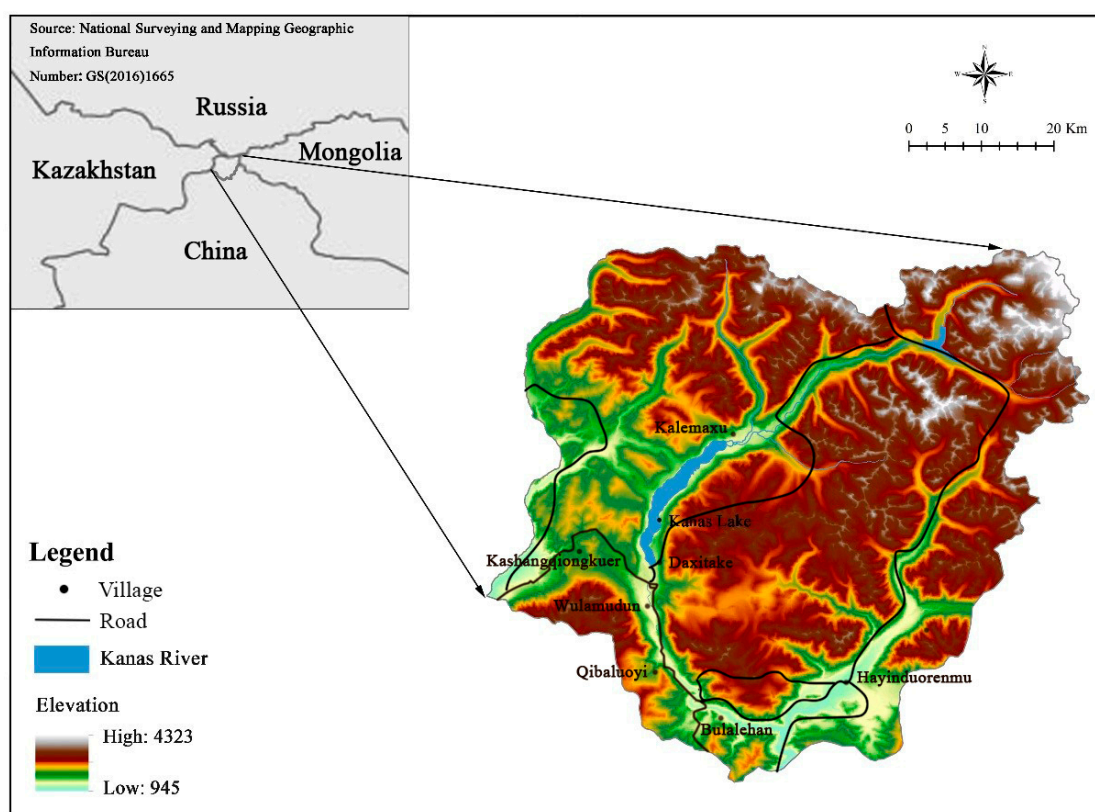 Source: National Surveying and Mapping Geographic
Information Bureau
Number: GS(2016)1665
Russia
Mongolia
Kazakhstan
China
N
W E
S
0 5 10 20 Km
Kalemaxu
Kanas Lake
Kashangqiongkuer
Daxitake
Wulamudun
Qibaluoyi
Hayinduorenmu
Bulalehan
Legend
Village
Road
Kanas River
Elevation
High: 4323
Low: 945